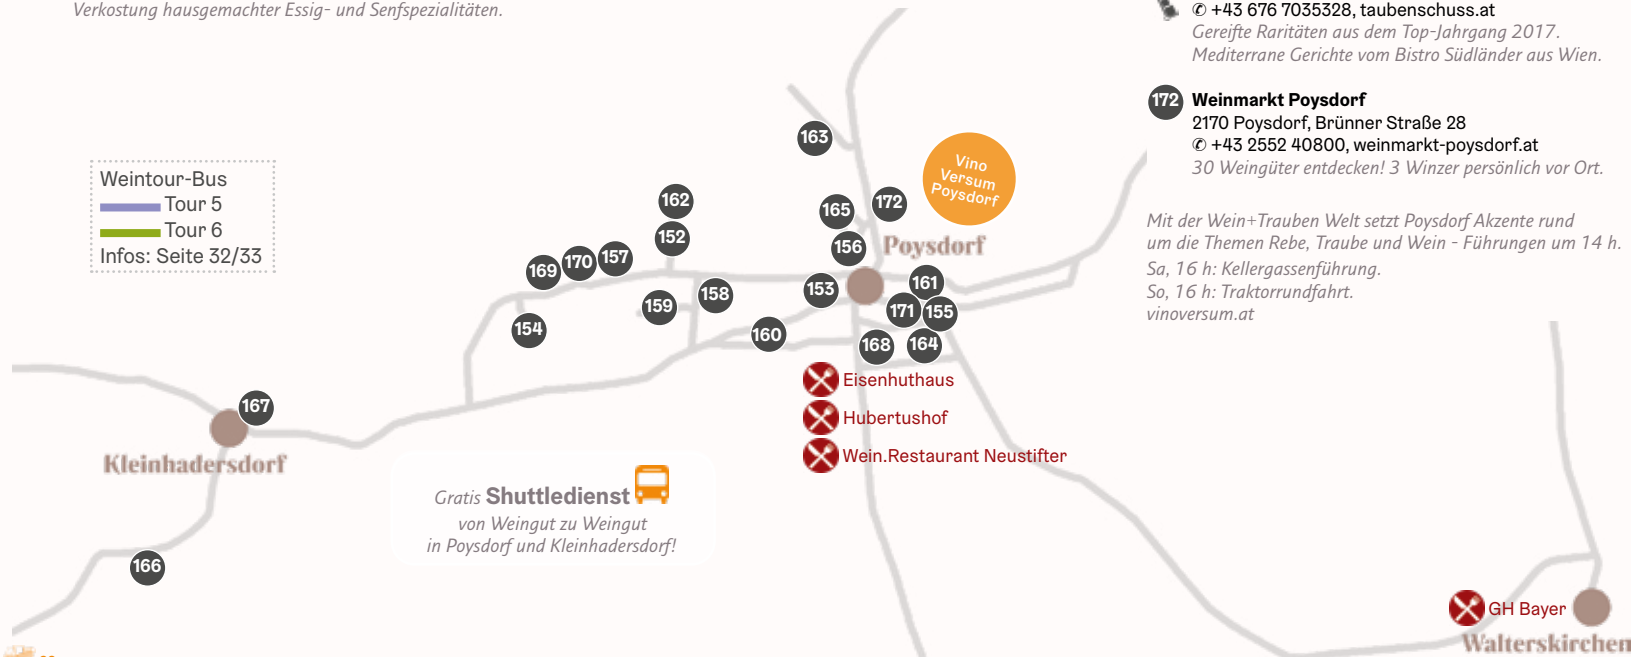 Verkostung hausgemachter Essig- und Senfspezialitäten.
✆ +43 676 7035328, taubenschuss.at
Gereifte Raritäten aus dem Top-Jahrgang 2017.
Mediterrane Gerichte vom Bistro Südländer aus Wien.
172 Weinmarkt Poysdorf
2170 Poysdorf, Brünner Straße 28
✆ +43 2552 40800, weinmarkt-poysdorf.at
30 Weingüter entdecken! 3 Winzer persönlich vor Ort.
Mit der Wein+Trauben Welt setzt Poysdorf Akzente rund
um die Themen Rebe, Traube und Wein - Führungen um 14 h.
Sa, 16 h: Kellergassenführung.
So, 16 h: Traktorrundfahrt.
vinoversum.at
Weintour-Bus
Tour 5
Tour 6
Infos: Seite 32/33
163
Vino
Versum
Poysdorf
162
165
172
152
156
Poysdorf
169
170
157
153
161
159
158
171
155
154
160
168
164
Eisenhuthaus
Hubertushof
Wein.Restaurant Neustifter
167
Kleinhadersdorf
Gratis Shuttledienst
von Weingut zu Weingut
in Poysdorf und Kleinhadersdorf!
166
GH Bayer
Walterskirchen